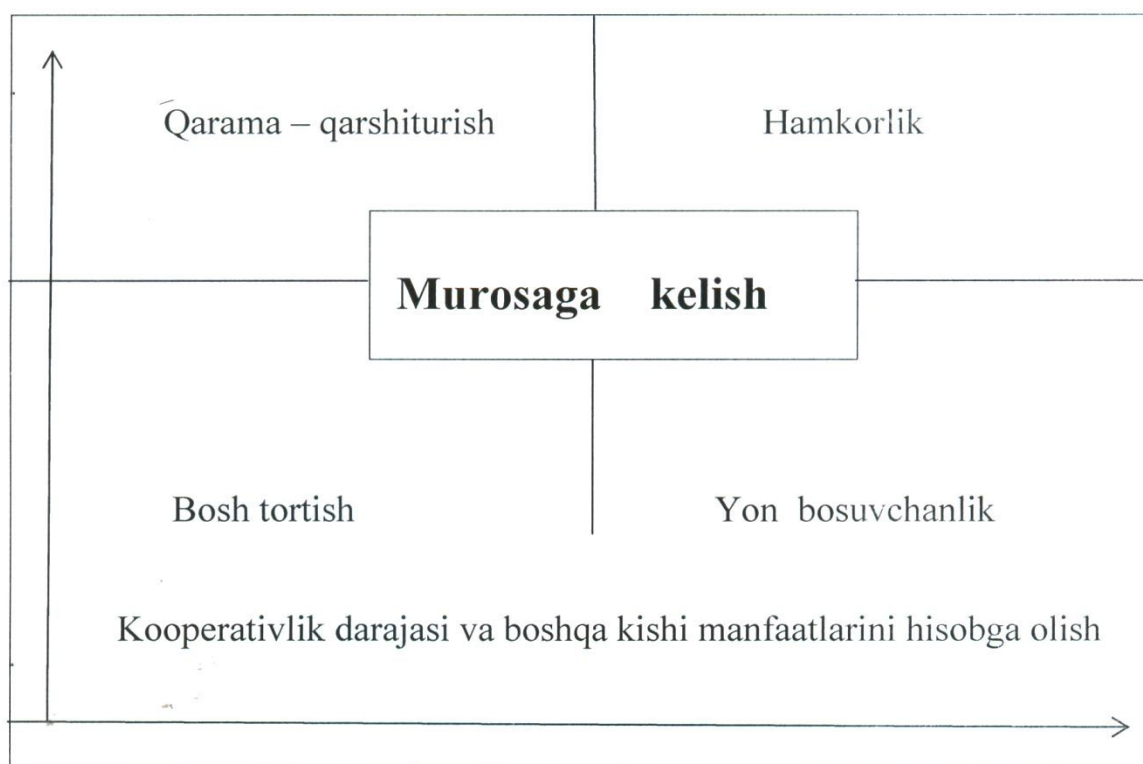 Qarama – qarshiturish
Hamkorlik
Murosaga kelish
Bosh tortish
Yon bosuvchanlik
Kooperativlik darajasi va boshqa kishi manfaatlarini hisobga olish